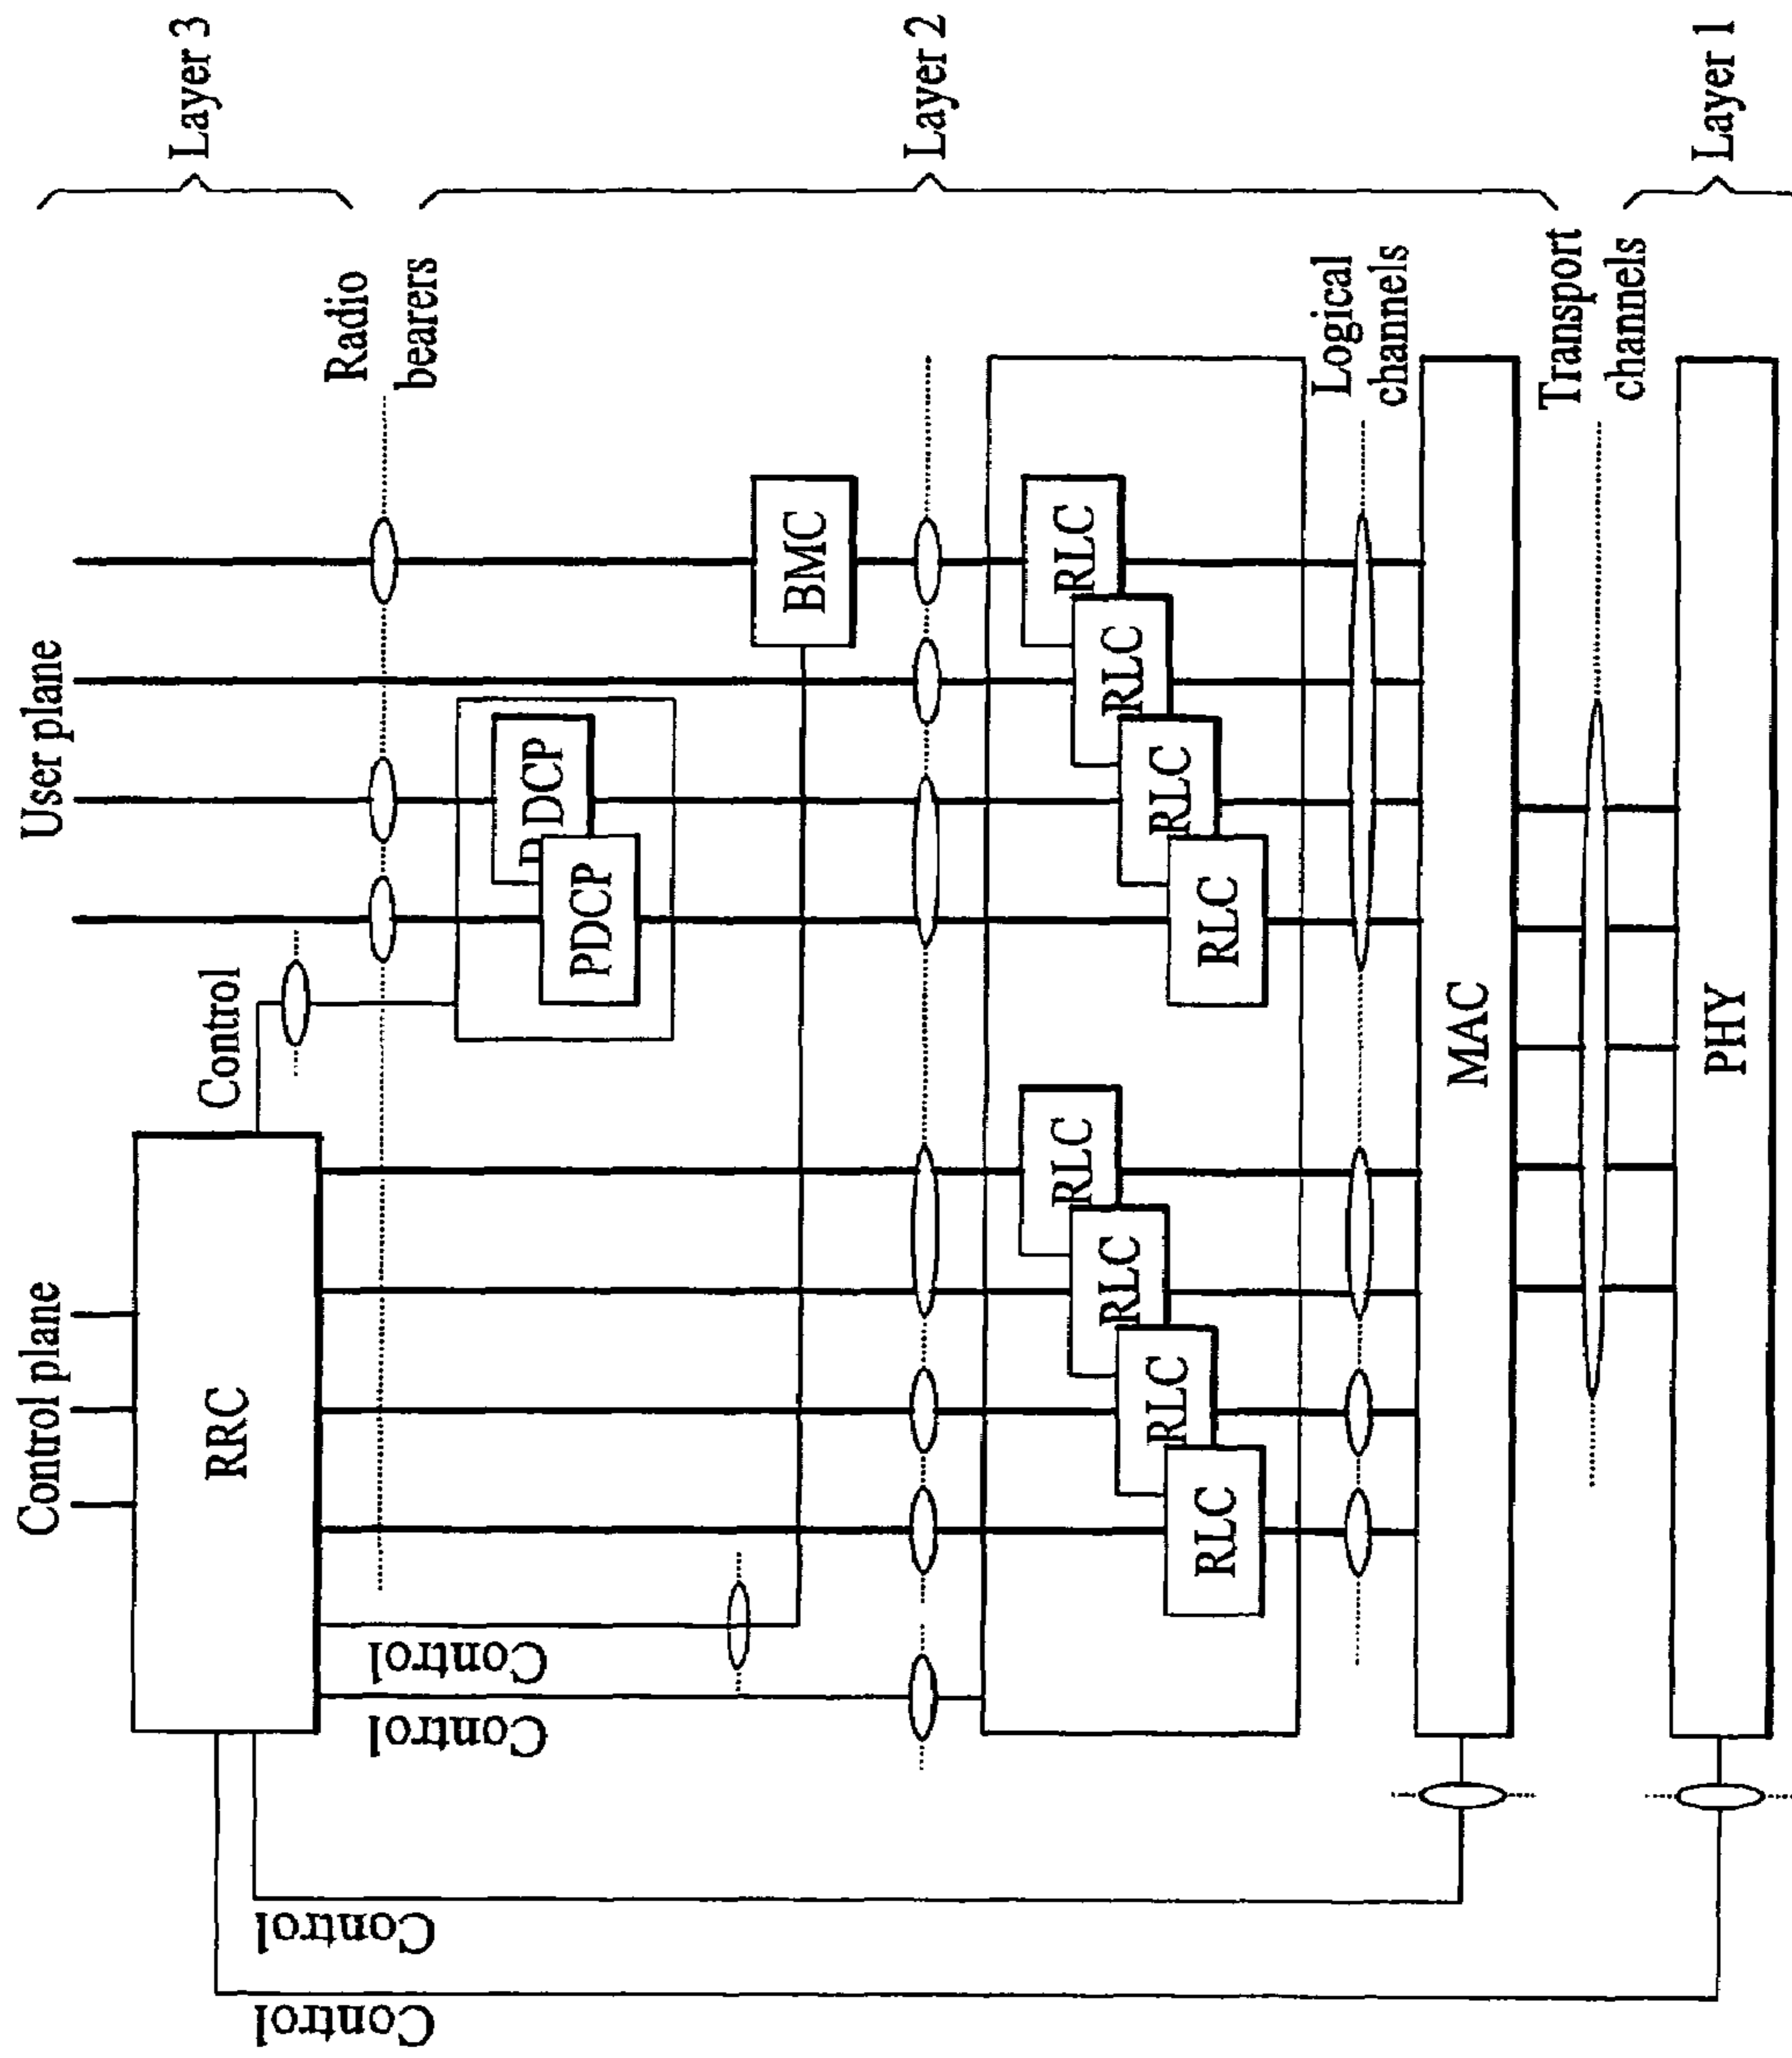 Control plane
User plane
Layer 3
RRC
Control
Radio
bearers
Control
Control
Control
Control
PDCP
PDCP
BMC
Layer 2
RLC
RLC
RLC
RLC
RLC
RLC
RLC
RLC
Logical
channels
MAC
Transport
channels
PHY
Layer 1